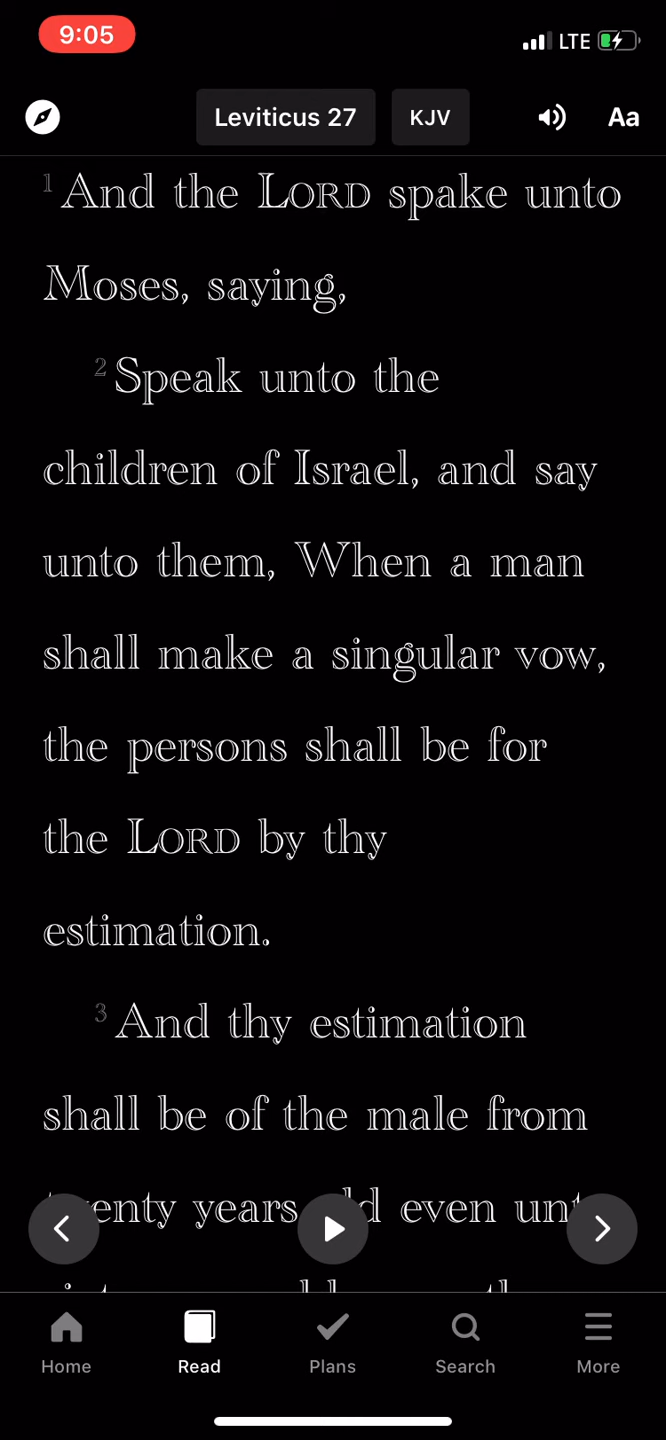 9:05 LTE
Leviticus 27 KJV Aa
1 And the LORD spake unto
Moses, saying,
2 Speak unto the
children of Israel, and say
unto them, When a man
shall make a singular vow,
the persons shall be for
the LORD by thy
estimation.
3 And thy estimation
shall be of the male from
years even
Home Read Plans Search More